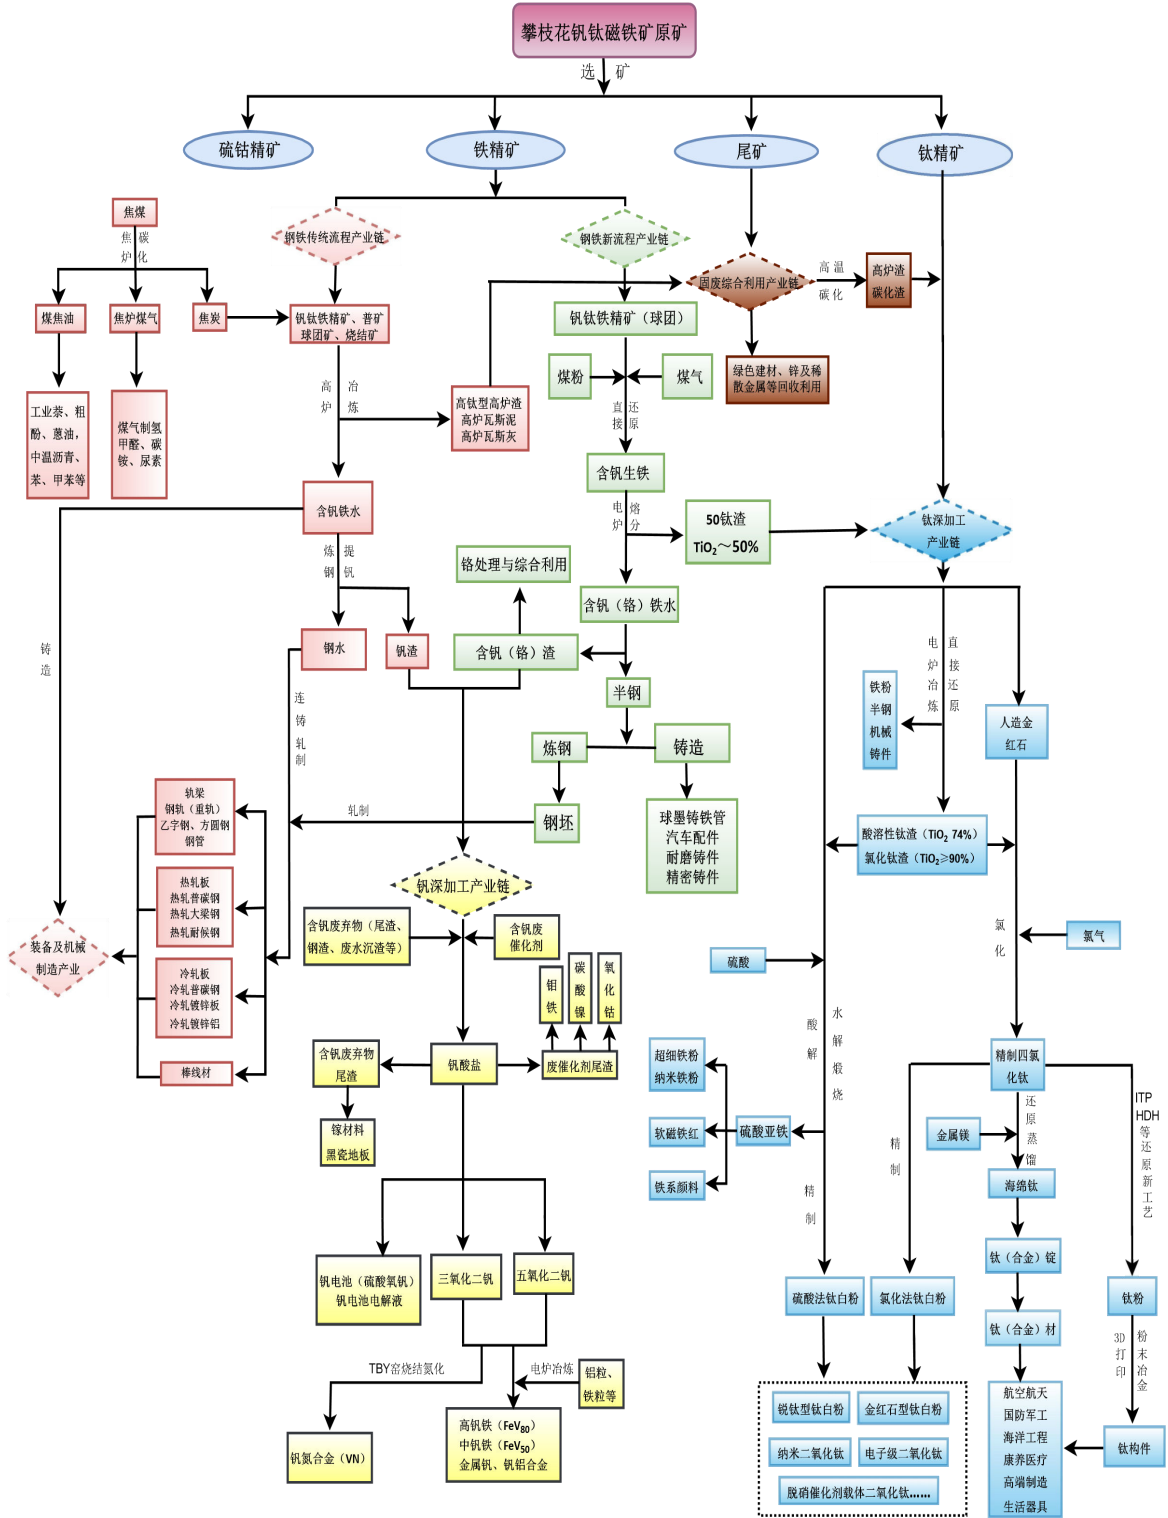 攀枝花钒钛磁铁矿原矿
选 矿
硫钴精矿
铁精矿
尾矿
钛精矿
焦煤
焦 碳
炉 化
煤焦油
焦炉煤气
焦炭
工业萘、粗
酚、蒽油，
中温沥青、
苯、甲苯等
煤气制氢
甲醛、碳
铵、尿素
钢铁传统流程产业链
钢铁新流程产业链
固废综合利用产业链
高温
碳化
高炉渣
碳化渣
钒钛铁精矿、普矿
球团矿、烧结矿
钒钛铁精矿（球团）
绿色建材、锌及稀
散金属等回收利用
高炉
冶炼
高钛型高炉渣
高炉瓦斯泥
高炉瓦斯灰
煤粉
煤气
直接
还原
含钒生铁
含钒铁水
电炉
熔分
50钛渣
TiO₂～50%
钛深加工
产业链
炼钢
提钒
铬处理与综合利用
含钒（铬）铁水
钢水
钒渣
含钒（铬）渣
半钢
铸造
连铸轧制
炼钢
铸造
轧制
钢坯
球墨铸铁管
汽车配件
耐磨铸件
精密铸件
电炉冶炼
直接还原
铁粉
半钢
机械
铸件
人造金
红石
酸溶性钛渣（TiO₂ 74%）
氯化钛渣（TiO₂≥90%）
轨梁
钢轨（重轨）
乙字钢、方圆钢
钢管
热轧板
热轧普碳钢
热轧大梁钢
热轧耐候钢
冷轧板
冷轧普碳钢
冷轧镀锌板
冷轧镀锌铝
棒线材
装备及机械
制造产业
钒深加工产业链
含钒废弃物（尾渣、
钢渣、废水沉渣等）
含钒废
催化剂
钼铁
碳酸镍
氧化钴
含钒废弃物
尾渣
钒酸盐
废催化剂尾渣
镓材料
黑瓷地板
钒电池（硫酸氧钒）
钒电池电解液
三氧化二钒
五氧化二钒
TBY窑烧结氮化
电炉冶炼
铝粒、
铁粒等
钒氮合金（VN）
高钒铁（FeV₈₀）
中钒铁（FeV₅₀）
金属钒、钒铝合金
氯化
氯气
硫酸
酸解
水解煅烧
超细铁粉
纳米铁粉
软磁铁红
铁系颜料
硫酸亚铁
精制
精制
精制四氯
化钛
金属镁
还原蒸馏
ITP
HDH
等还原新工艺
海绵钛
钛（合金）锭
钛（合金）材
硫酸法钛白粉
氯化法钛白粉
钛粉
3D打印
粉末冶金
钛构件
锐钛型钛白粉
金红石型钛白粉
纳米二氧化钛
电子级二氧化钛
脱硝催化剂载体二氧化钛……
航空航天
国防军工
海洋工程
康养医疗
高端制造
生活器具